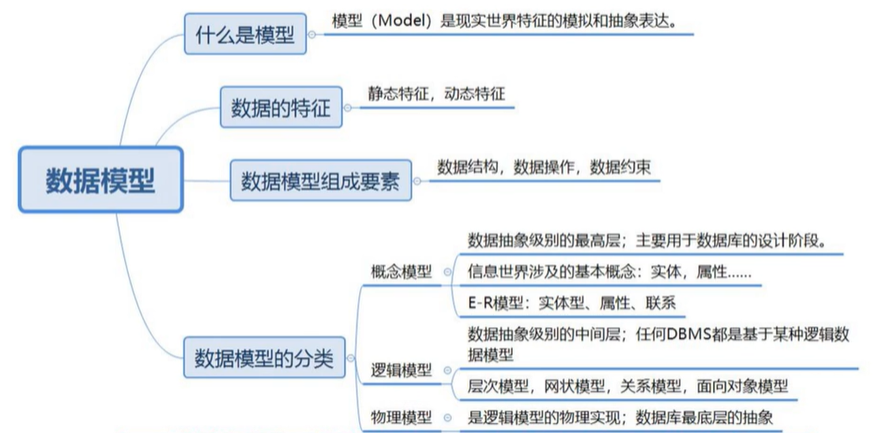 什么是模型
模型（Model）是现实世界特征的模拟和抽象表达。
数据的特征
静态特征，动态特征
数据模型
数据模型组成要素
数据结构，数据操作，数据约束
数据模型的分类
概念模型
数据抽象级别的最高层；主要用于数据库的设计阶段。
信息世界涉及的基本概念：实体，属性......
E-R模型：实体型、属性、联系
逻辑模型
数据抽象级别的中间层；任何DBMS都是基于某种逻辑数
据模型
层次模型，网状模型，关系模型，面向对象模型
物理模型
是逻辑模型的物理实现；数据库最底层的抽象